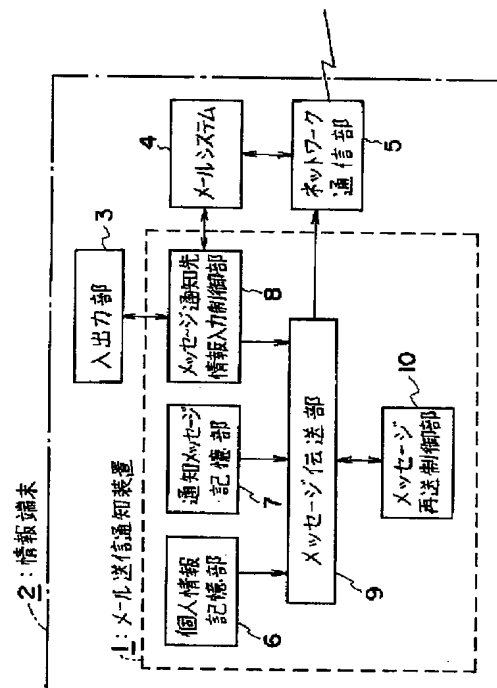 2：情報端末
1：メール送信通知装置
入出力部
3
個人情報
記憶部
6
通知メッセージ
記憶部
7
メッセージ通知先
情報入力制御部
8
メールシステム
4
メッセージ伝送部
9
ネットワーク
通信部
5
メッセージ
再送制御部
10